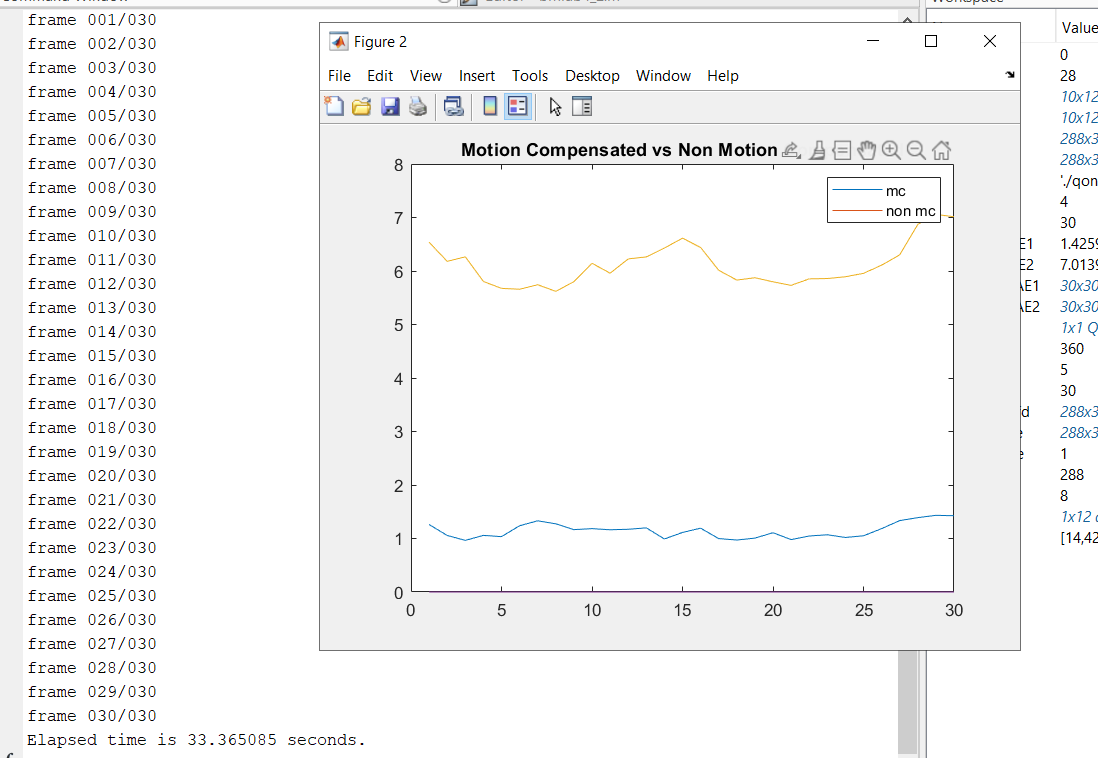 frame 001/030
frame 002/030
frame 003/030
frame 004/030
frame 005/030
frame 006/030
frame 007/030
frame 008/030
frame 009/030
frame 010/030
frame 011/030
frame 012/030
frame 013/030
frame 014/030
frame 015/030
frame 016/030
frame 017/030
frame 018/030
frame 019/030
frame 020/030
frame 021/030
frame 022/030
frame 023/030
frame 024/030
frame 025/030
frame 026/030
frame 027/030
frame 028/030
frame 029/030
frame 030/030
Elapsed time is 33.365085 seconds.
Figure 2
File Edit View Insert Tools Desktop Window Help
Motion Compensated vs Non Motion
mc
non mc
8
7
6
5
4
3
2
1
0
0 5 10 15 20 25 30
Workspace
Value
0
28
10x12
10x12
288x3
288x3
'./qon
4
30
E1 1.4259
E2 7.0139
AE1 30x30
AE2 30x30
1x1 Q
360
5
30
fd 288x3
e 288x3
e 1
288
8
1x12 c
[14,42